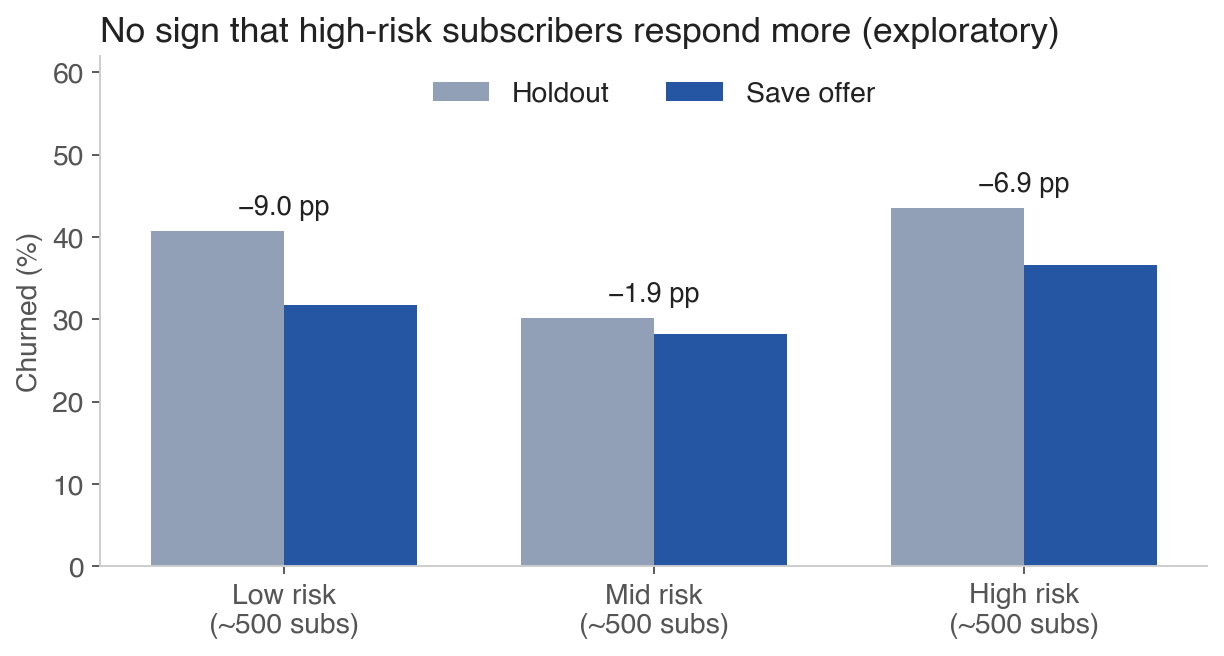 No sign that high-risk subscribers respond more (exploratory)
Holdout
Save offer
Churned (%)
60
50
40
30
20
10
0
−9.0 pp
−1.9 pp
−6.9 pp
Low risk
(~500 subs)
Mid risk
(~500 subs)
High risk
(~500 subs)